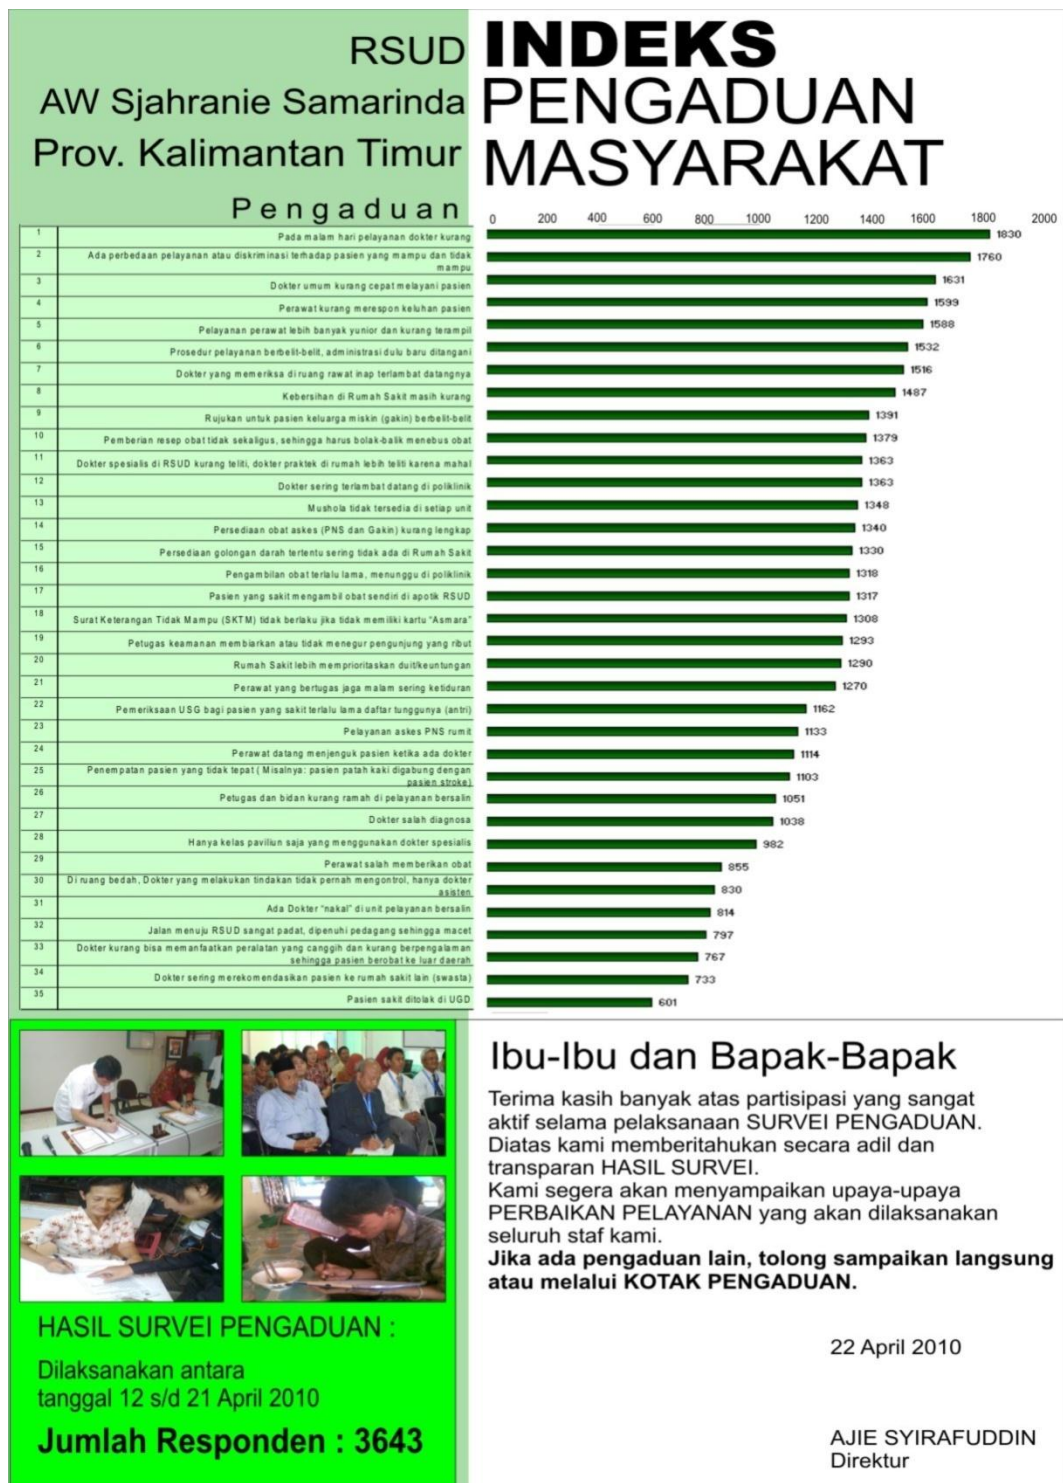 RSUD
AW Sjahranie Samarinda
Prov. Kalimantan Timur
INDEKS
PENGADUAN
MASYARAKAT
Pengaduan
0 200 400 600 800 1000 1200 1400 1600 1800 2000
1 Pada malam hari pelayanan dokter kurang 1830
2 Ada perbedaan pelayanan atau diskriminasi terhadap pasien yang mampu dan tidak
mampu 1760
3 Dokter umum kurang cepat melayani pasien 1631
4 Perawat kurang merespon keluhan pasien 1599
5 Pelayanan perawat lebih banyak yunior dan kurang terampil 1588
6 Prosedur pelayanan berbelit-belit, administrasi dulu baru ditangani 1532
7 Dokter yang memeriksa di ruang rawat inap terlambat datangnya 1516
8 Kebersihan di Rumah Sakit masih kurang 1487
9 Rujukan untuk pasien keluarga miskin (gakin) berbelit-belit 1391
10 Pemberian resep obat tidak sekaligus, sehingga harus bolak-balik menebus obat 1379
11 Dokter spesialis di RSUD kurang teliti, dokter praktek di rumah lebih teliti karena mahal 1363
12 Dokter sering terlambat datang di poliklinik 1363
13 Mushola tidak tersedia di setiap unit 1348
14 Persediaan obat askes (PNS dan Gakin) kurang lengkap 1340
15 Persediaan golongan darah tertentu sering tidak ada di Rumah Sakit 1330
16 Pengambilan obat terlalu lama, menunggu di poliklinik 1318
17 Pasien yang sakit mengambil obat sendiri di apotik RSUD 1317
18 Surat Keterangan Tidak Mampu (SKTM) tidak berlaku jika tidak memiliki kartu "Asmara" 1308
19 Petugas keamanan membiarkan atau tidak menegur pengunjung yang ribut 1293
20 Rumah Sakit lebih memprioritaskan duit/keuntungan 1290
21 Perawat yang bertugas jaga malam sering ketiduran 1270
22 Pemeriksaan USG bagi pasien yang sakit terlalu lama daftar tunggunya (antri) 1162
23 Pelayanan askes PNS rumit 1133
24 Perawat datang menjenguk pasien ketika ada dokter 1114
25 Penempatan pasien yang tidak tepat ( Misalnya: pasien patah kaki digabung dengan
pasien stroke) 1103
26 Petugas dan bidan kurang ramah di pelayanan bersalin 1051
27 Dokter salah diagnosa 1038
28 Hanya kelas paviliun saja yang menggunakan dokter spesialis 982
29 Perawat salah memberikan obat 855
30 Di ruang bedah, Dokter yang melakukan tindakan tidak pernah mengontrol, hanya dokter
asisten 830
31 Ada Dokter "nakal" di unit pelayanan bersalin 814
32 Jalan menuju RSUD sangat padat, dipenuhi pedagang sehingga macet 797
33 Dokter kurang bisa memanfaatkan peralatan yang canggih dan kurang berpengalaman
sehingga pasien berobat ke luar daerah 767
34 Dokter sering merekomendasikan pasien ke rumah sakit lain (swasta) 733
35 Pasien sakit ditolak di UGD 601
HASIL SURVEI PENGADUAN :
Dilaksanakan antara
tanggal 12 s/d 21 April 2010
Jumlah Responden : 3643
Ibu-Ibu dan Bapak-Bapak
Terima kasih banyak atas partisipasi yang sangat
aktif selama pelaksanaan SURVEI PENGADUAN.
Diatas kami memberitahukan secara adil dan
transparan HASIL SURVEI.
Kami segera akan menyampaikan upaya-upaya
PERBAIKAN PELAYANAN yang akan dilaksanakan
seluruh staf kami.
Jika ada pengaduan lain, tolong sampaikan langsung
atau melalui KOTAK PENGADUAN.
22 April 2010
AJIE SYIRAFUDDIN
Direktur